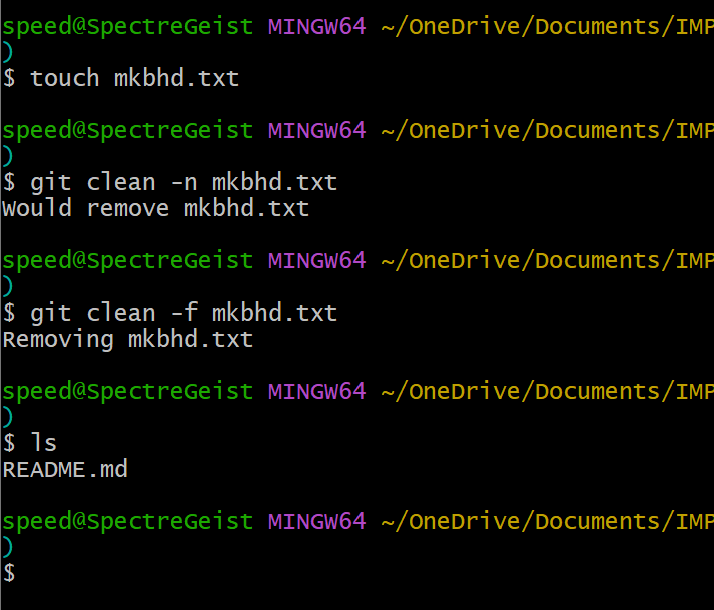 speed@SpectreGeist MINGW64 ~/OneDrive/Documents/IMP
)
$ touch mkbhd.txt
speed@SpectreGeist MINGW64 ~/OneDrive/Documents/IMP
)
$ git clean -n mkbhd.txt
Would remove mkbhd.txt
speed@SpectreGeist MINGW64 ~/OneDrive/Documents/IMP
)
$ git clean -f mkbhd.txt
Removing mkbhd.txt
speed@SpectreGeist MINGW64 ~/OneDrive/Documents/IMP
)
$ ls
README.md
speed@SpectreGeist MINGW64 ~/OneDrive/Documents/IMP
)
$